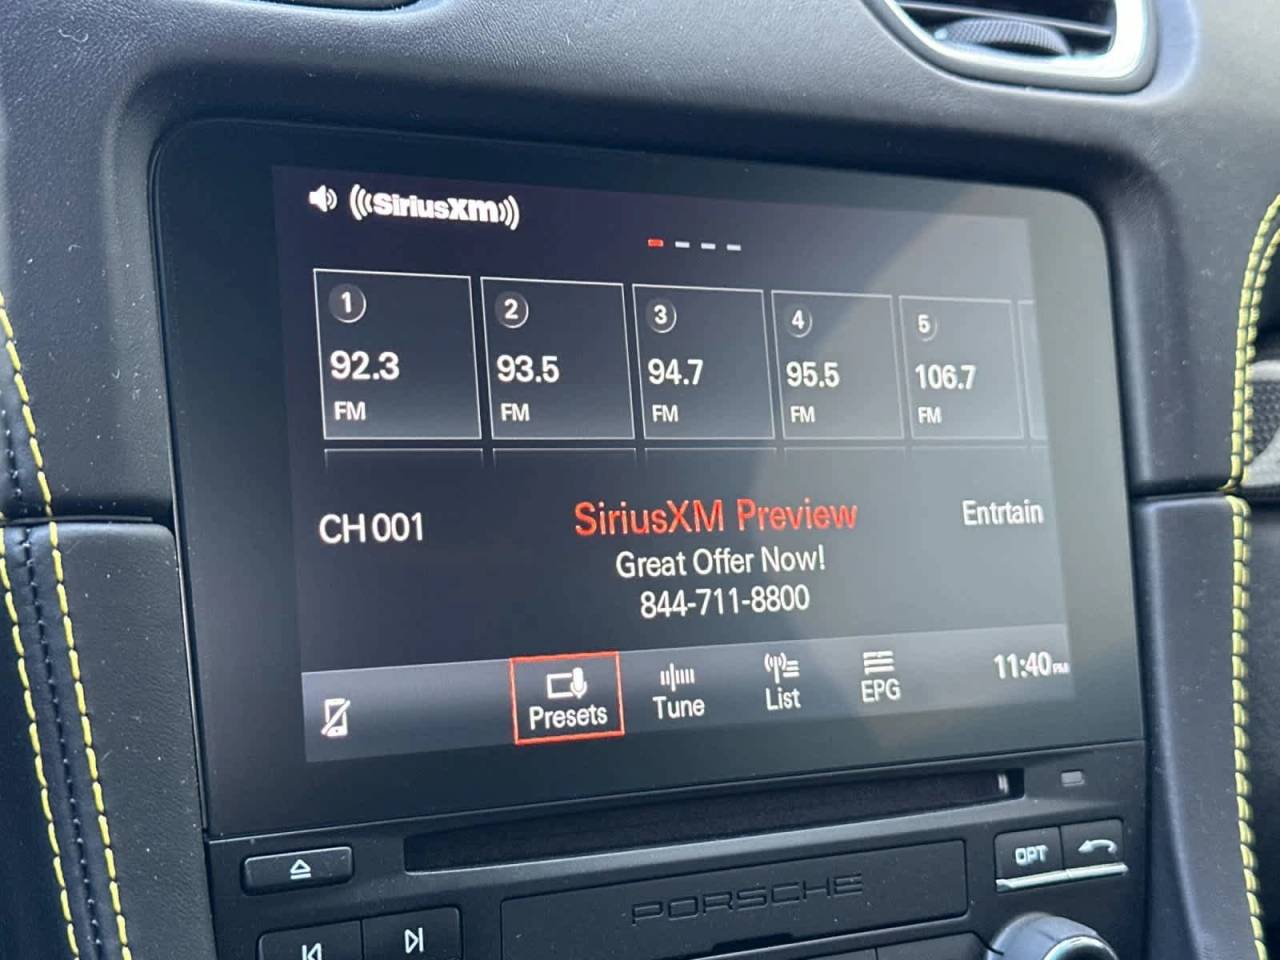 ((SiriusXM))
1 2 3 4 5
92.3 93.5 94.7 95.5 106.7
FM FM FM FM FM
CH 001 SiriusXM Preview Entrtain
Great Offer Now!
844-711-8800
Presets Tune List EPG 11:40 PM
OPT
PORSCHE